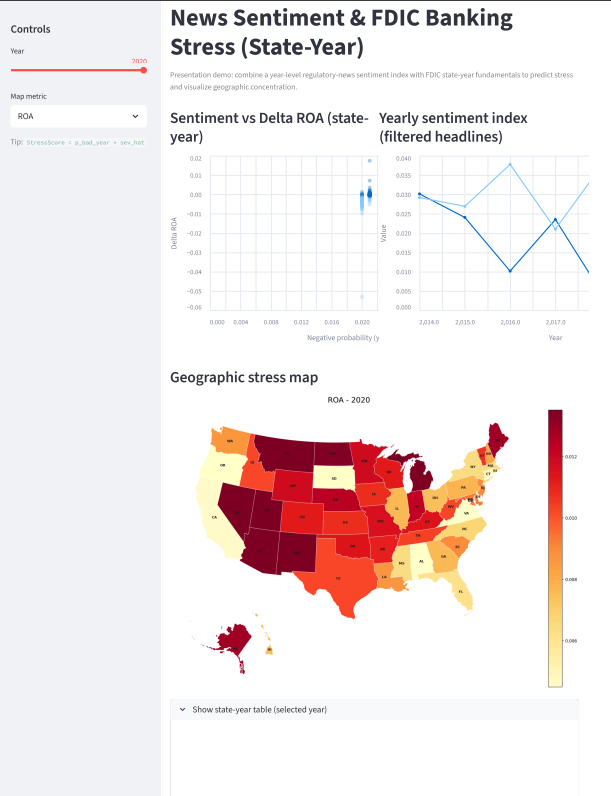 Controls
Year
2020
Map metric
ROA
Tip: StressScore = p_bad_year + sev_hat
News Sentiment & FDIC Banking
Stress (State-Year)
Presentation demo: combine a year-level regulatory-news sentiment index with FDIC state-year fundamentals to predict stress
and visualize geographic concentration.
Sentiment vs Delta ROA (state-
year)
0.02
0.01
0.00
−0.01
−0.02
−0.03
−0.04
−0.05
−0.06
Delta ROA
0.000 0.004 0.008 0.012 0.016 0.020
Negative probability (y
Yearly sentiment index
(filtered headlines)
0.040
0.035
0.030
0.025
0.020
0.015
0.010
0.005
0.000
Value
2,014.0 2,015.0 2,016.0 2,017.0
Year
Geographic stress map
ROA - 2020
WA
OR
CA
SD
NY
CT
PA
OH
IL
VA
NC
TN
SC
GA
AL
MS
LA
TX
FL
0.012
0.010
0.008
0.006
Show state-year table (selected year)